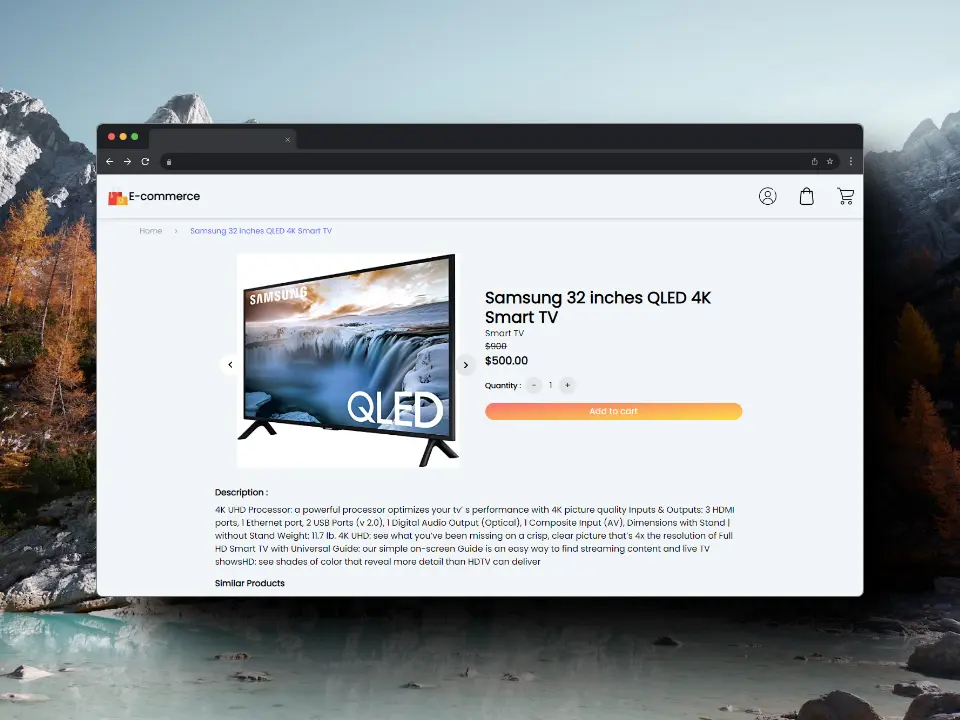 E-commerce
Home > Samsung 32 inches QLED 4K Smart TV
SAMSUNG
QLED
Samsung 32 inches QLED 4K
Smart TV
Smart TV
$900
$500.00
Quantity : - 1 +
Add to cart
Description :
4K UHD Processor: a powerful processor optimizes your tv' s performance with 4K picture quality Inputs & Outputs: 3 HDMI
ports, 1 Ethernet port, 2 USB Ports (v 2.0), 1 Digital Audio Output (Optical), 1 Composite Input (AV), Dimensions with Stand |
without Stand Weight: 11.7 lb. 4K UHD: see what you've been missing on a crisp, clear picture that's 4x the resolution of Full
HD Smart TV with Universal Guide: our simple on-screen Guide is an easy way to find streaming content and live TV
showsHD: see shades of color that reveal more detail than HDTV can deliver
Similar Products